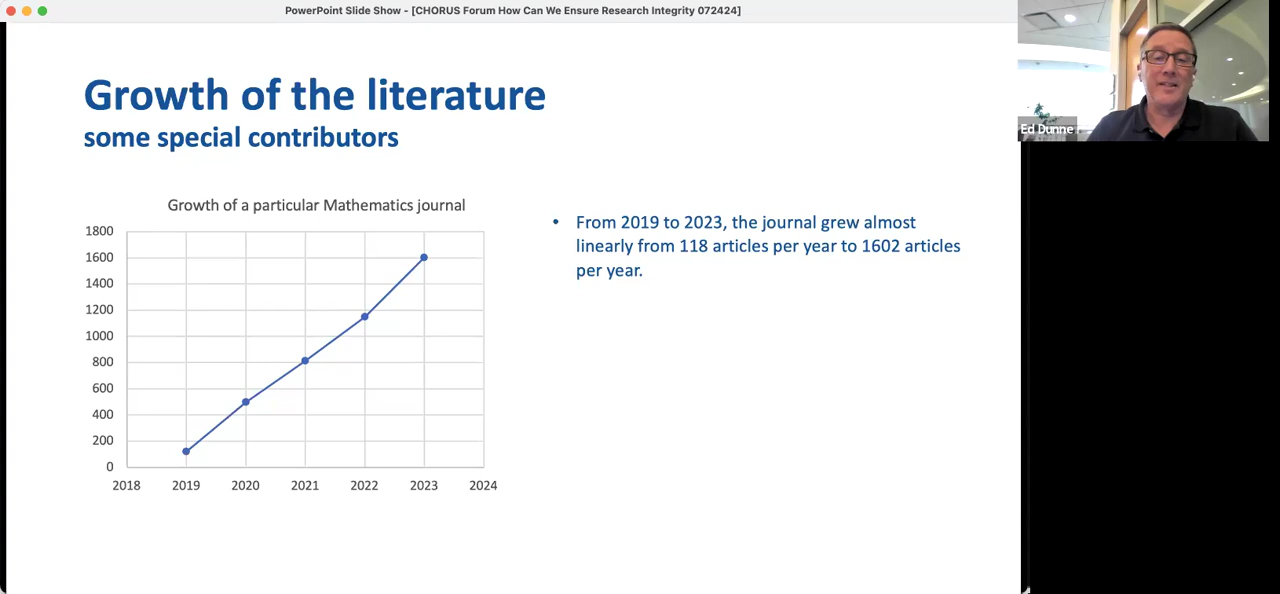 PowerPoint Slide Show - [CHORUS Forum How Can We Ensure Research Integrity 072424]
Ed Dunne
Growth of the literature
some special contributors
Growth of a particular Mathematics journal
1800
1600
1400
1200
1000
800
600
400
200
0
2018 2019 2020 2021 2022 2023 2024
• From 2019 to 2023, the journal grew almost
linearly from 118 articles per year to 1602 articles
per year.